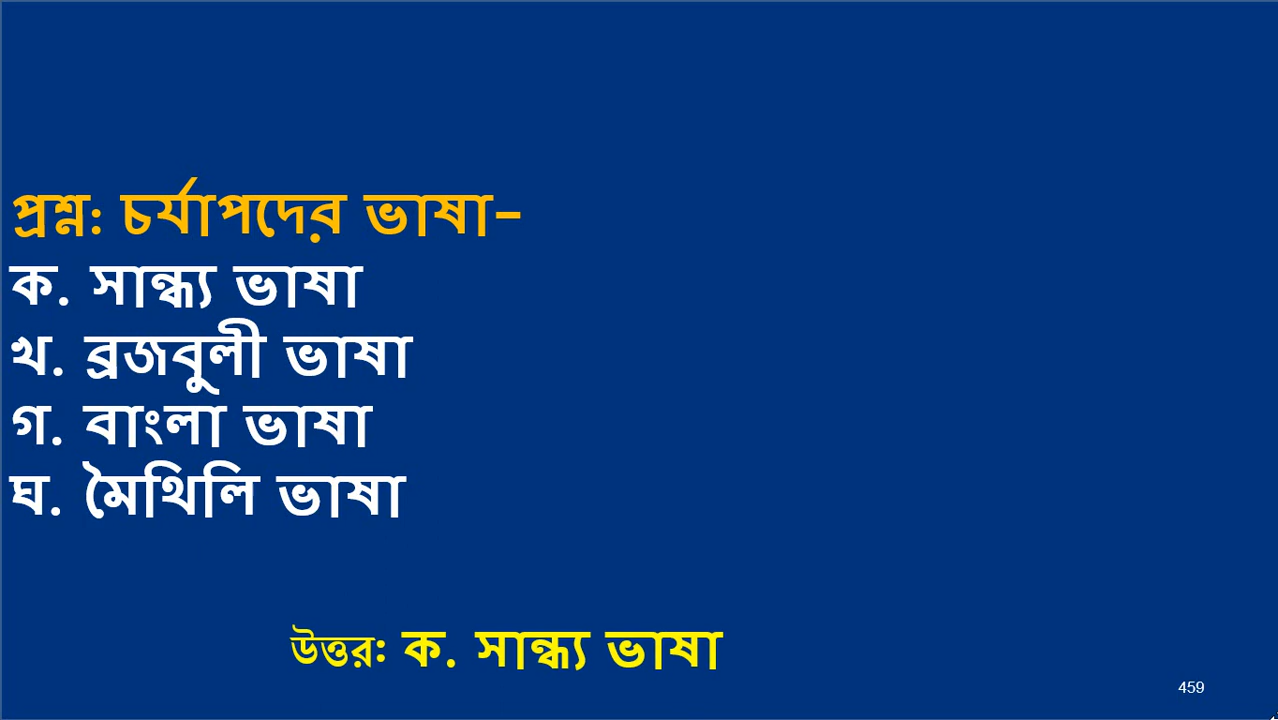 প্রশ্ন: চর্যাপদের ভাষা–
ক. সান্ধ্য ভাষা
খ. ব্রজবুলী ভাষা
গ. বাংলা ভাষা
ঘ. মৈথিলি ভাষা
উত্তর: ক. সান্ধ্য ভাষা
459